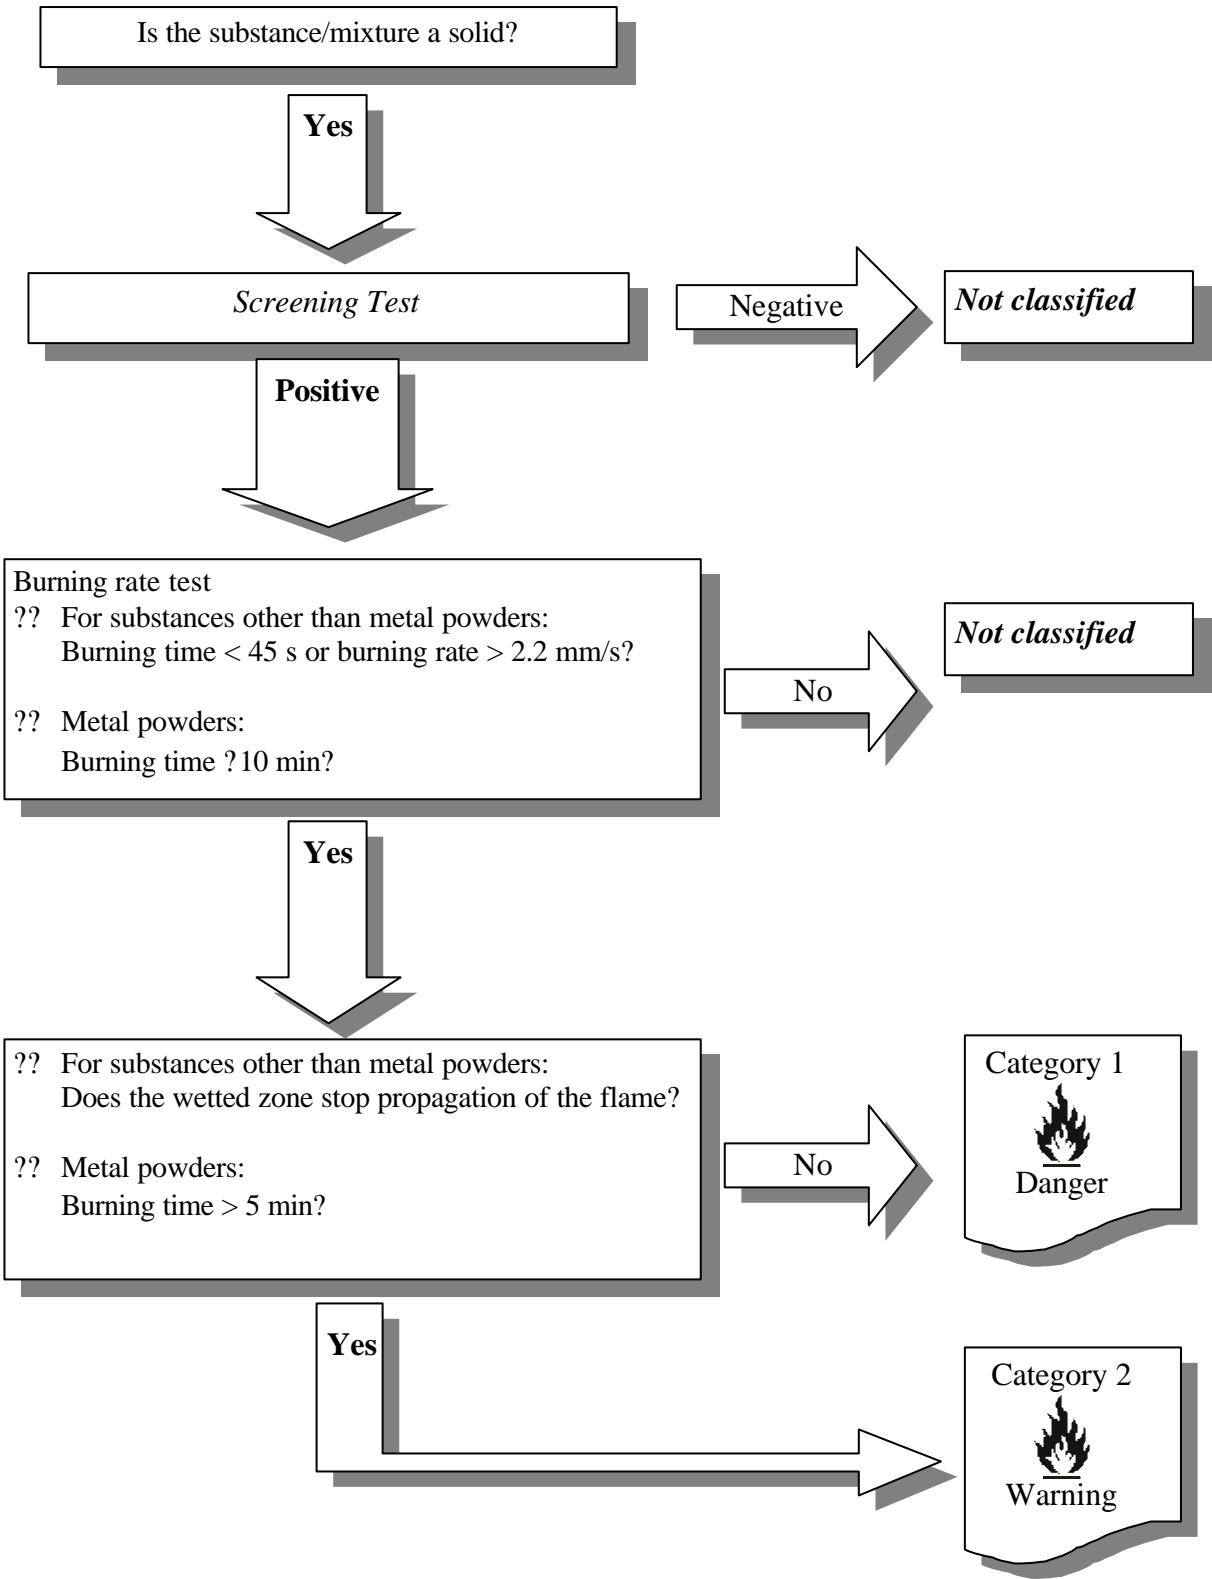 Is the substance/mixture a solid?
Yes
Screening Test
Negative
Not classified
Positive
Burning rate test
?? For substances other than metal powders:
Burning time < 45 s or burning rate > 2.2 mm/s?
?? Metal powders:
Burning time ?10 min?
No
Not classified
Yes
?? For substances other than metal powders:
Does the wetted zone stop propagation of the flame?
?? Metal powders:
Burning time > 5 min?
No
Category 1
Danger
Yes
Category 2
Warning